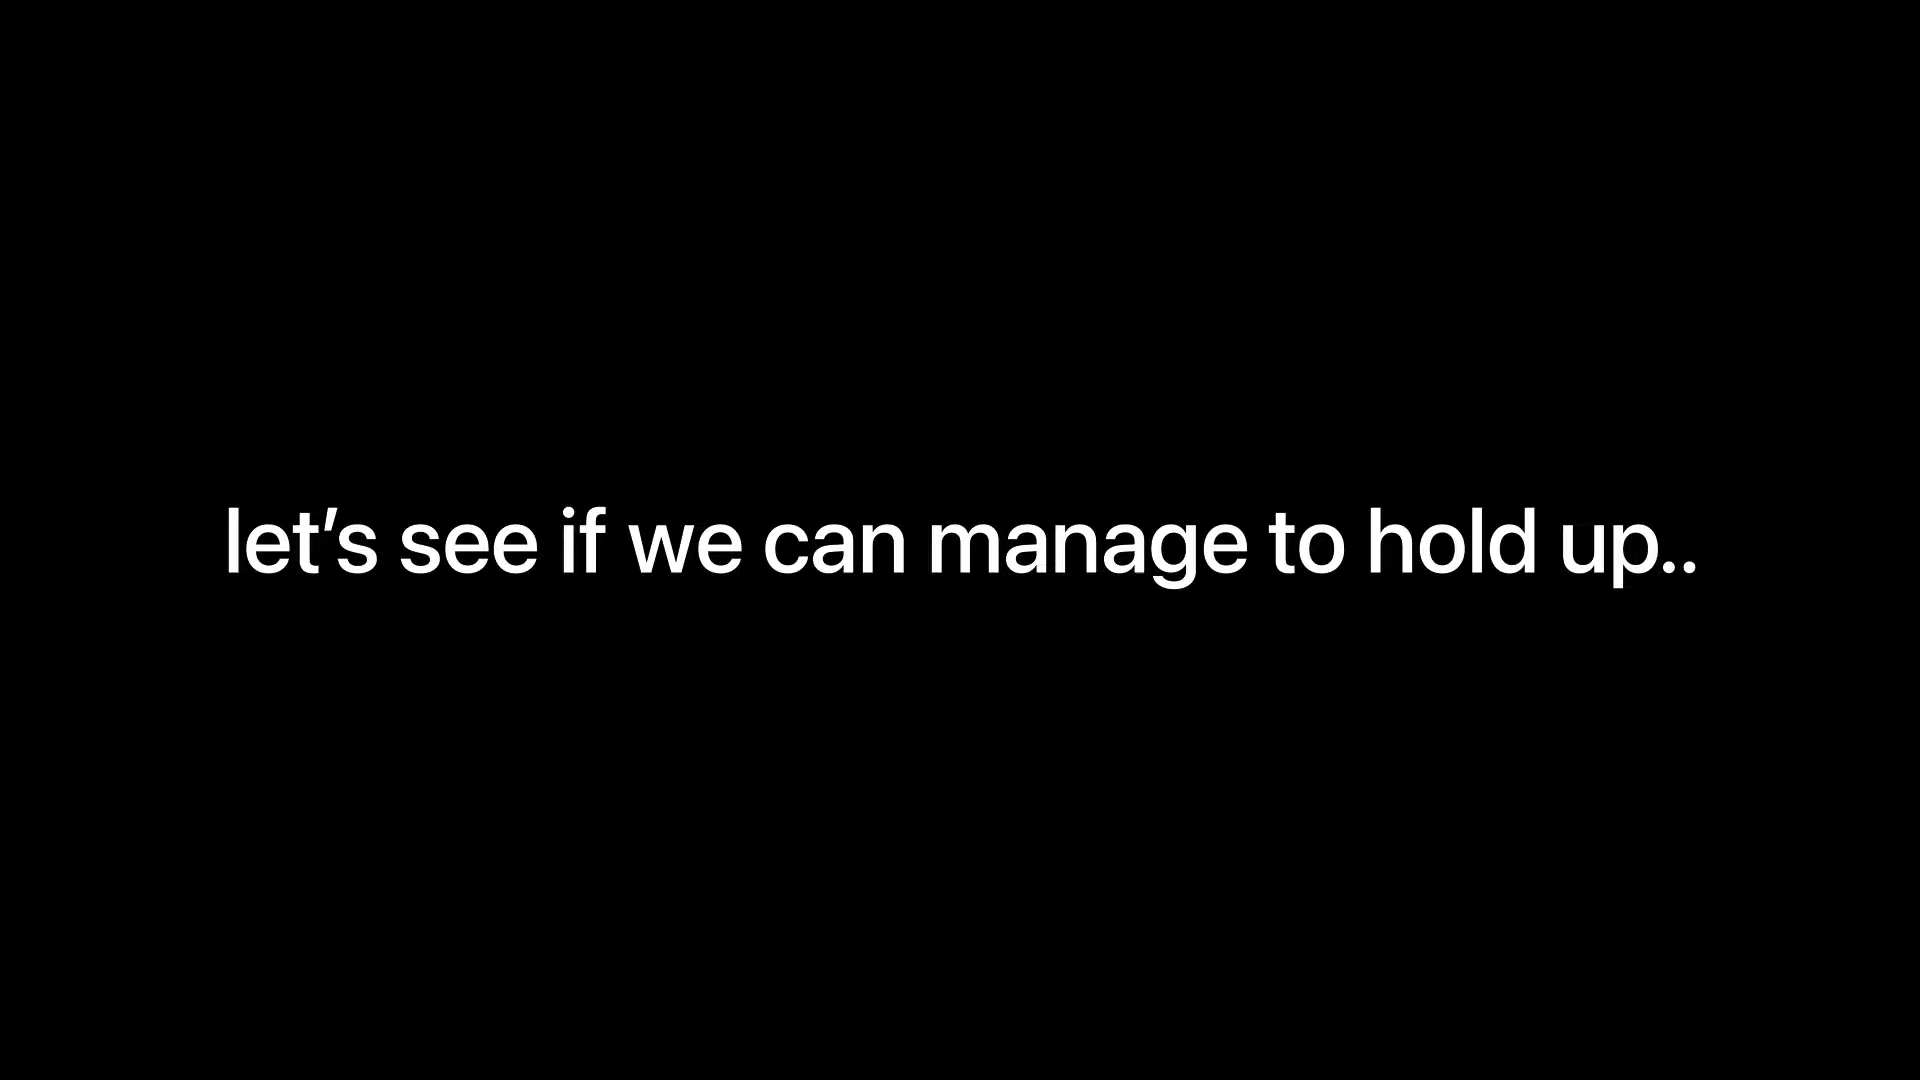 let’s see if we can manage to hold up..